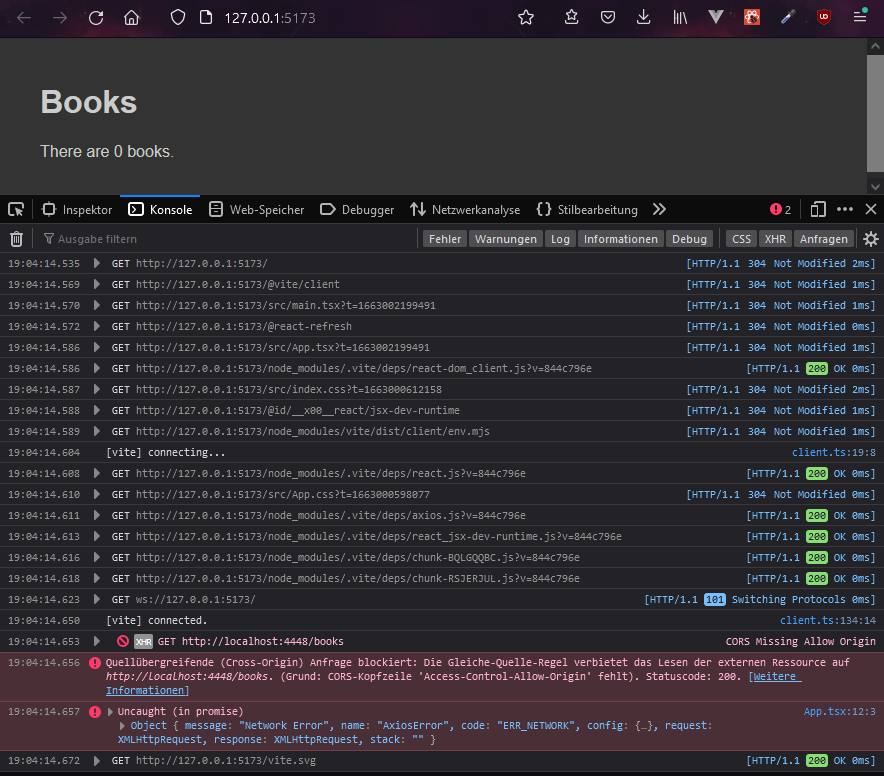 127.0.0.1:5173
Books
There are 0 books.
Inspektor Konsole Web-Speicher Debugger Netzwerkanalyse Stilbearbeitung 2
Ausgabe filtern Fehler Warnungen Log Informationen Debug CSS XHR Anfragen
19:04:14.535 GET http://127.0.0.1:5173/ [HTTP/1.1 304 Not Modified 2ms]
19:04:14.569 GET http://127.0.0.1:5173/@vite/client [HTTP/1.1 304 Not Modified 1ms]
19:04:14.570 GET http://127.0.0.1:5173/src/main.tsx?t=1663002199491 [HTTP/1.1 304 Not Modified 1ms]
19:04:14.572 GET http://127.0.0.1:5173/@react-refresh [HTTP/1.1 304 Not Modified 0ms]
19:04:14.586 GET http://127.0.0.1:5173/src/App.tsx?t=1663002199491 [HTTP/1.1 304 Not Modified 1ms]
19:04:14.586 GET http://127.0.0.1:5173/node_modules/.vite/deps/react-dom_client.js?v=844c796e [HTTP/1.1 200 OK 0ms]
19:04:14.587 GET http://127.0.0.1:5173/src/index.css?t=1663000612158 [HTTP/1.1 304 Not Modified 2ms]
19:04:14.588 GET http://127.0.0.1:5173/@id/__x00__react/jsx-dev-runtime [HTTP/1.1 304 Not Modified 1ms]
19:04:14.589 GET http://127.0.0.1:5173/node_modules/vite/dist/client/env.mjs [HTTP/1.1 304 Not Modified 1ms]
19:04:14.604 [vite] connecting... client.ts:19:8
19:04:14.608 GET http://127.0.0.1:5173/node_modules/.vite/deps/react.js?v=844c796e [HTTP/1.1 200 OK 0ms]
19:04:14.610 GET http://127.0.0.1:5173/src/App.css?t=1663000598077 [HTTP/1.1 304 Not Modified 0ms]
19:04:14.611 GET http://127.0.0.1:5173/node_modules/.vite/deps/axios.js?v=844c796e [HTTP/1.1 200 OK 0ms]
19:04:14.613 GET http://127.0.0.1:5173/node_modules/.vite/deps/react_jsx-dev-runtime.js?v=844c796e [HTTP/1.1 200 OK 0ms]
19:04:14.616 GET http://127.0.0.1:5173/node_modules/.vite/deps/chunk-BQLGQQBC.js?v=844c796e [HTTP/1.1 200 OK 0ms]
19:04:14.618 GET http://127.0.0.1:5173/node_modules/.vite/deps/chunk-RSJERJUL.js?v=844c796e [HTTP/1.1 200 OK 0ms]
19:04:14.623 GET ws://127.0.0.1:5173/ [HTTP/1.1 101 Switching Protocols 0ms]
19:04:14.650 [vite] connected. client.ts:134:14
19:04:14.653 XHR GET http://localhost:4448/books CORS Missing Allow Origin
19:04:14.656 Quellübergreifende (Cross-Origin) Anfrage blockiert: Die Gleiche-Quelle-Regel verbietet das Lesen der externen Ressource auf
http://localhost:4448/books. (Grund: CORS-Kopfzeile 'Access-Control-Allow-Origin' fehlt). Statuscode: 200. [Weitere
Informationen]
19:04:14.657 Uncaught (in promise) App.tsx:12:3
Object { message: "Network Error", name: "AxiosError", code: "ERR_NETWORK", config: {…}, request:
XMLHttpRequest, response: XMLHttpRequest, stack: "" }
19:04:14.672 GET http://127.0.0.1:5173/vite.svg [HTTP/1.1 200 OK 0ms]